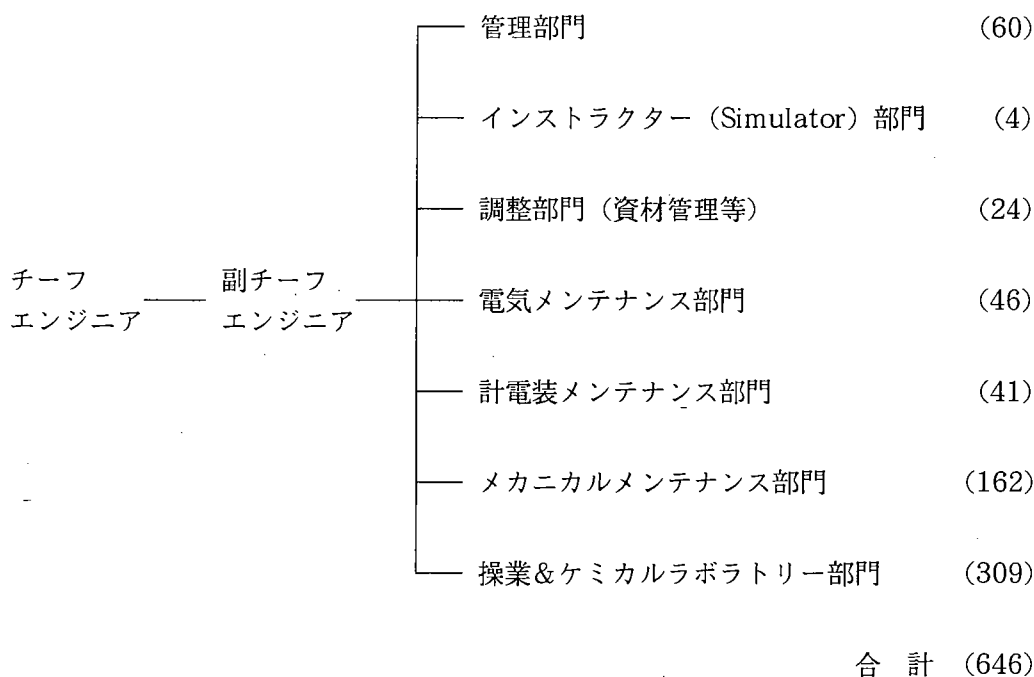 管理部門 (60)
インストラクター (Simulator) 部門 (4)
調整部門 (資材管理等) (24)
チーフ
エンジニア
副チーフ
エンジニア
電気メンテナンス部門 (46)
計電装メンテナンス部門 (41)
メカニカルメンテナンス部門 (162)
操業&ケミカルラボラトリー部門 (309)
合 計 (646)